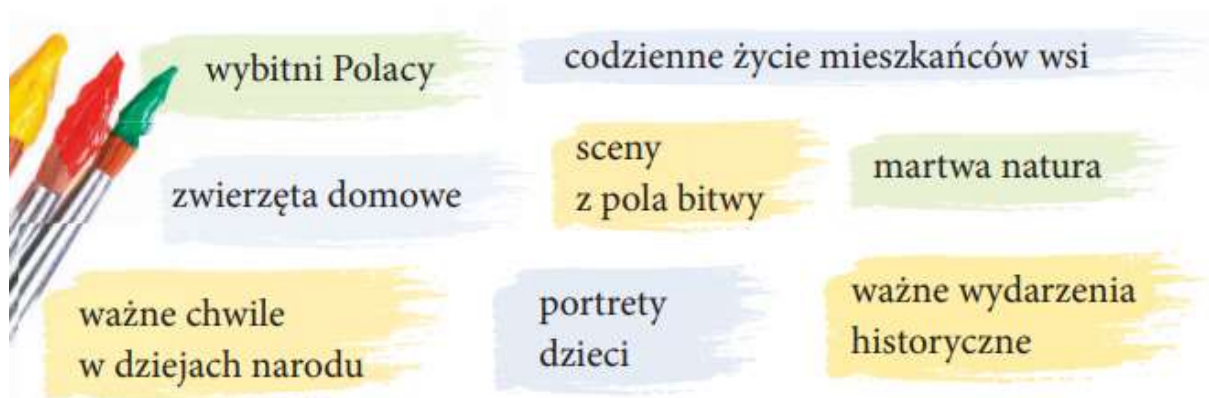 wybitni Polacy
codzienne życie mieszkańców wsi
zwierzęta domowe
sceny
z pola bitwy
martwa natura
ważne chwile
w dziejach narodu
portrety
dzieci
ważne wydarzenia
historyczne